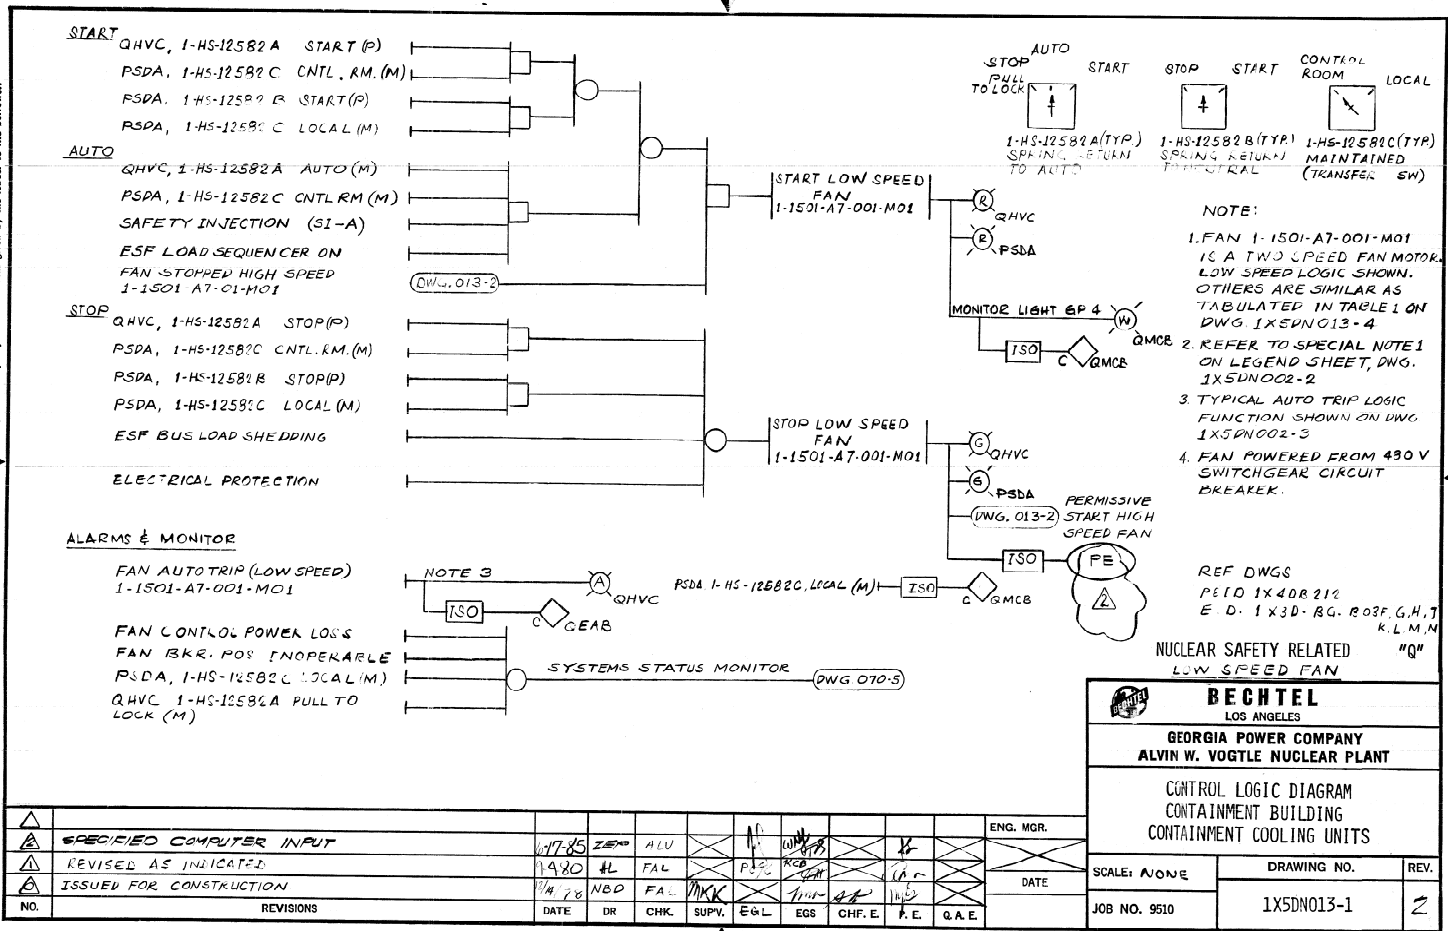 START
QHVC, 1-HS-12582A START (P)
PSDA, 1-HS-12582C CNTL. RM. (M)
PSDA, 1-HS-12582B START (P)
PSDA, 1-HS-12582C LOCAL (M)
AUTO
QHVC, 1-HS-12582A AUTO (M)
PSDA, 1-HS-12582C CNTL RM (M)
SAFETY INJECTION (SI-A)
ESF LOAD SEQUENCER ON
FAN STOPPED HIGH SPEED
1-1501-A7-01-M01
DWG. 013-2
STOP
QHVC, 1-HS-12582A STOP (P)
PSDA, 1-HS-12582C CNTL. RM. (M)
PSDA, 1-HS-12582B STOP (P)
PSDA, 1-HS-12582C LOCAL (M)
ESF BUS LOAD SHEDDING
ELECTRICAL PROTECTION
START LOW SPEED
FAN
1-1501-A7-001-M01
R
QHVC
R
PSDA
MONITOR LIGHT GP 4
W
QMCB
ISO
C
QMCB
STOP LOW SPEED
FAN
1-1501-A7-001-M01
G
QHVC
G
PSDA
DWG. 013-2
PERMISSIVE
START HIGH
SPEED FAN
ISO
PE
2
ALARMS & MONITOR
FAN AUTO TRIP (LOW SPEED)
1-1501-A7-001-M01
NOTE 3
A
QHVC
ISO
C
GEAB
PSDA, 1-HS-12582C, LOCAL (M)
ISO
C
QMCB
FAN CONTROL POWER LOSS
FAN BKR. POS INOPERABLE
PSDA, 1-HS-12582C LOCAL (M)
QHVC 1-HS-12582A PULL TO
LOCK (M)
SYSTEMS STATUS MONITOR
DWG 070-5
AUTO
STOP
PULL
TO LOCK
START
1-HS-12582A (TYP.)
SPRING RETURN
TO AUTO
STOP
START
1-HS-12582B (TYP.)
SPRING RETURN
TO NEUTRAL
CONTROL
ROOM
LOCAL
1-HS-12582C (TYP)
MAINTAINED
(TRANSFER SW)
NOTE:
1. FAN 1-1501-A7-001-M01
IS A TWO SPEED FAN MOTOR.
LOW SPEED LOGIC SHOWN.
OTHERS ARE SIMILAR AS
TABULATED IN TABLE 1 ON
DWG. 1X5DN013-4
2. REFER TO SPECIAL NOTE 1
ON LEGEND SHEET, DWG.
1X5DN002-2
3. TYPICAL AUTO TRIP LOGIC
FUNCTION SHOWN ON DWG
1X5DN002-3
4. FAN POWERED FROM 480 V
SWITCHGEAR CIRCUIT
BREAKER.
REF DWGS
P&ID 1X4DB212
E. D. 1X3D-BG-B03F, G, H, J
K, L, M, N
NUCLEAR SAFETY RELATED "Q"
LOW SPEED FAN
BECHTEL
BECHTEL
LOS ANGELES
GEORGIA POWER COMPANY
ALVIN W. VOGTLE NUCLEAR PLANT
CONTROL LOGIC DIAGRAM
CONTAINMENT BUILDING
CONTAINMENT COOLING UNITS
SCALE: NONE
DRAWING NO.
REV.
JOB NO. 9510
1X5DN013-1
2
2 SPECIFIED COMPUTER INPUT ALU
1 REVISED AS INDICATED HL FAL
0 ISSUED FOR CONSTRUCTION NBD FAL MKK
NO. REVISIONS DATE DR CHK. SUP'V. EGL EGS CHF. E. P. E. Q.A.E.
ENG. MGR.
DATE